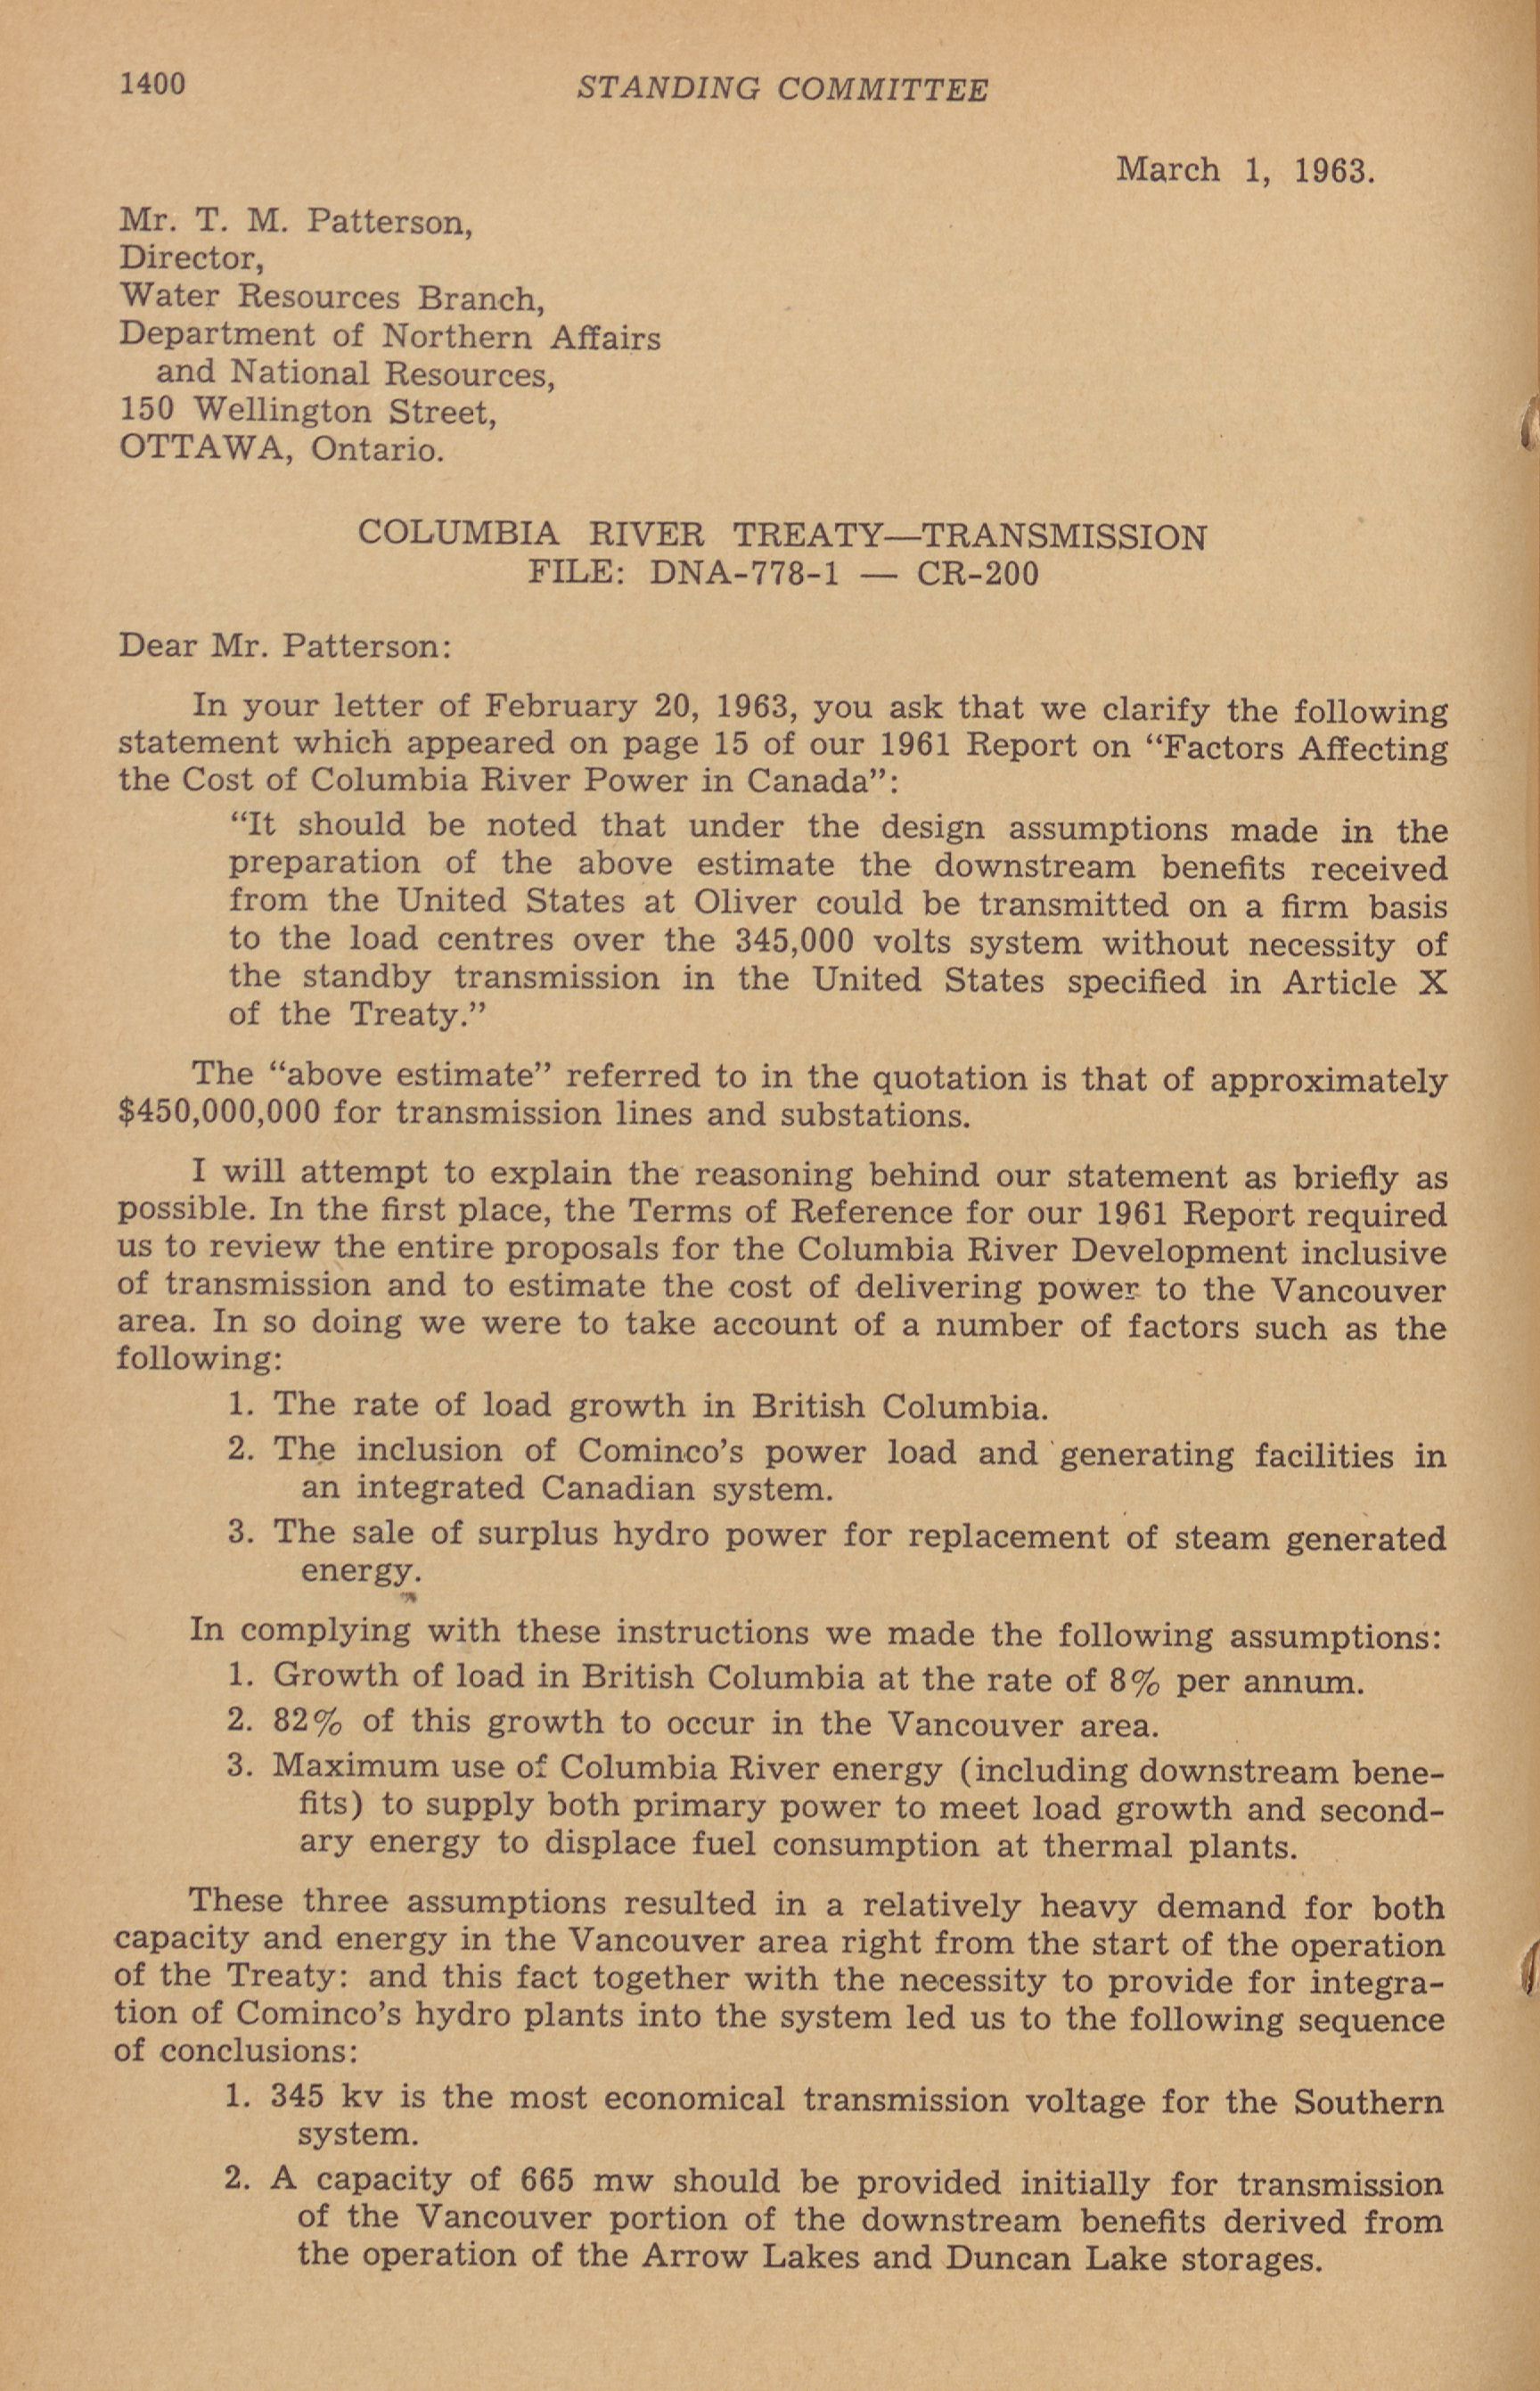 1400
STANDING COMMITTEE
March 1, 1963.
Mr. T. M. Patterson,
Director,
Water Resources Branch,
Department of Northern Affairs
and National Resources,
150 Wellington Street,
OTTAWA, Ontario.
COLUMBIA RIVER TREATY—TRANSMISSION
FILE: DNA-778-1 — CR-200
Dear Mr. Patterson:
In your letter of February 20, 1963, you ask that we clarify the following
statement which appeared on page 15 of our 1961 Report on “Factors Affecting
the Cost of Columbia River Power in Canada”:
“It should be noted that under the design assumptions made in the
preparation of the above estimate the downstream benefits received
from the United States at Oliver could be transmitted on a firm basis
to the load centres over the 345,000 volts system without necessity of
the standby transmission in the United States specified in Article X
of the Treaty.”
The “above estimate” referred to in the quotation is that of approximately
$450,000,000 for transmission lines and substations.
I will attempt to explain the reasoning behind our statement as briefly as
possible. In the first place, the Terms of Reference for our 1961 Report required
us to review the entire proposals for the Columbia River Development inclusive
of transmission and to estimate the cost of delivering power to the Vancouver
area. In so doing we were to take account of a number of factors such as the
following:
1. The rate of load growth in British Columbia.
2. The inclusion of Cominco’s power load and generating facilities in
an integrated Canadian system.
3. The sale of surplus hydro power for replacement of steam generated
energy.
In complying with these instructions we made the following assumptions:
1. Growth of load in British Columbia at the rate of 8% per annum.
2. 82% of this growth to occur in the Vancouver area.
3. Maximum use of Columbia River energy (including downstream bene-
fits) to supply both primary power to meet load growth and second-
ary energy to displace fuel consumption at thermal plants.
These three assumptions resulted in a relatively heavy demand for both
capacity and energy in the Vancouver area right from the start of the operation
of the Treaty: and this fact together with the necessity to provide for integra-
tion of Cominco’s hydro plants into the system led us to the following sequence
of conclusions:
1. 345 kv is the most economical transmission voltage for the Southern
system.
2. A capacity of 665 mw should be provided initially for transmission
of the Vancouver portion of the downstream benefits derived from
the operation of the Arrow Lakes and Duncan Lake storages.